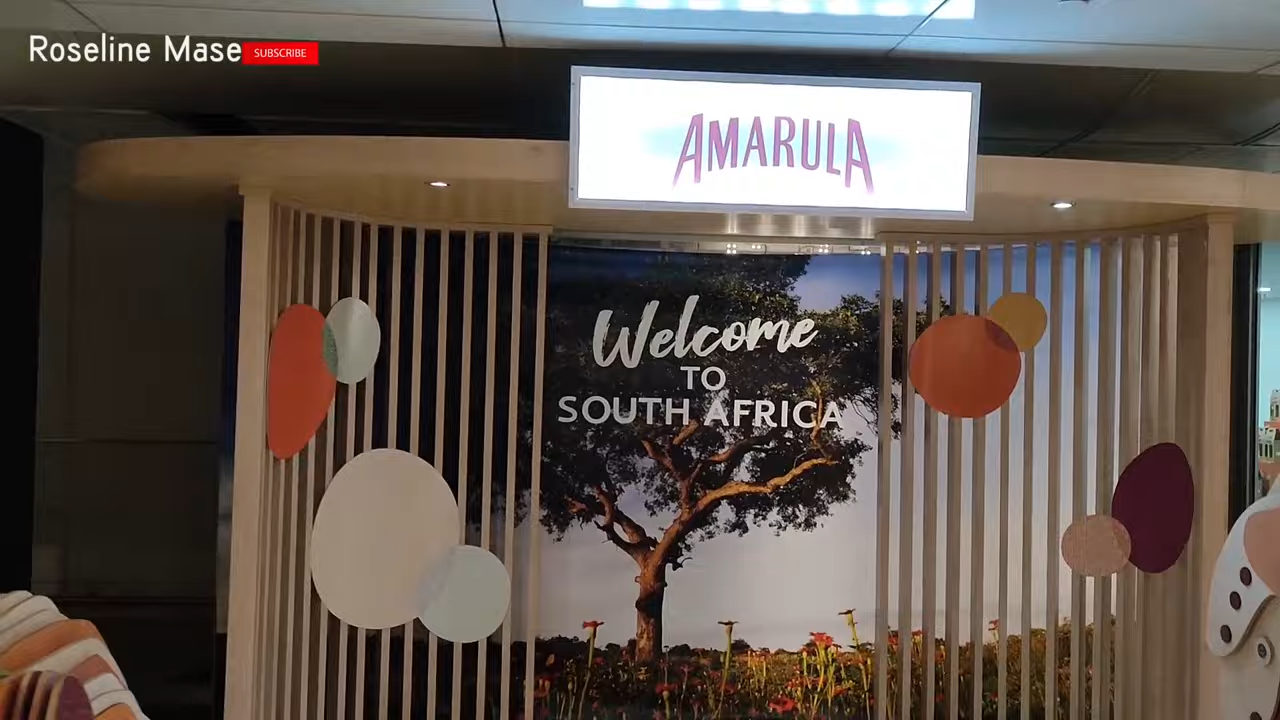 Roseline Mase
SUBSCRIBE
AMARULA
Welcome
TO
SOUTH AFRICA